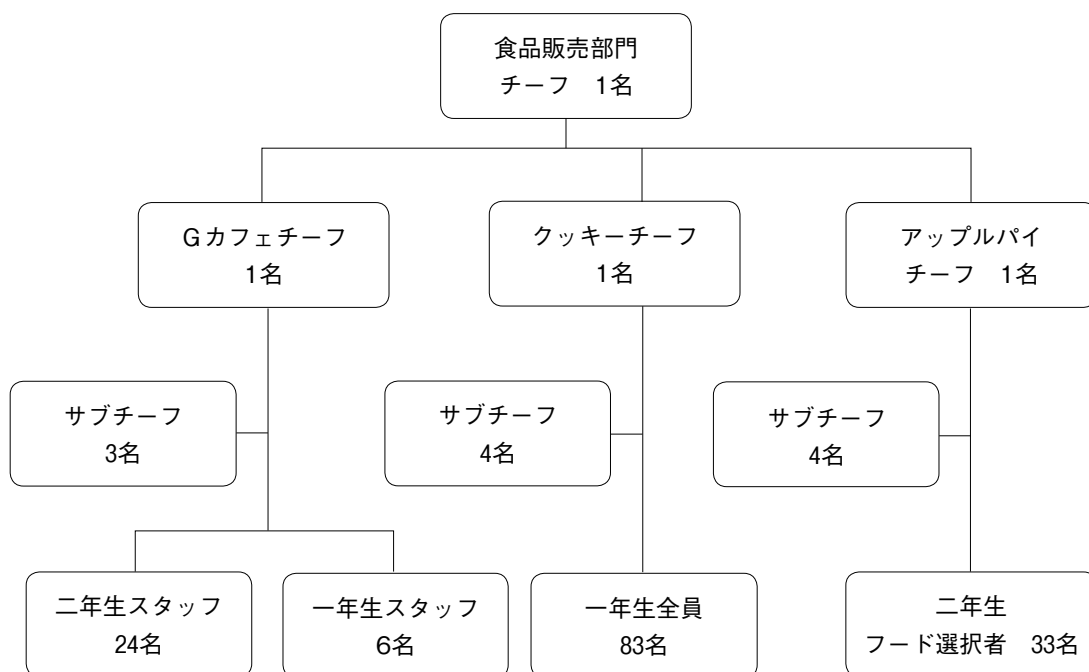 食品販売部門
チーフ　1名
Gカフェチーフ
1名
クッキーチーフ
1名
アップルパイ
チーフ　1名
サブチーフ
3名
サブチーフ
4名
サブチーフ
4名
二年生スタッフ
24名
一年生スタッフ
6名
一年生全員
83名
二年生
フード選択者　33名